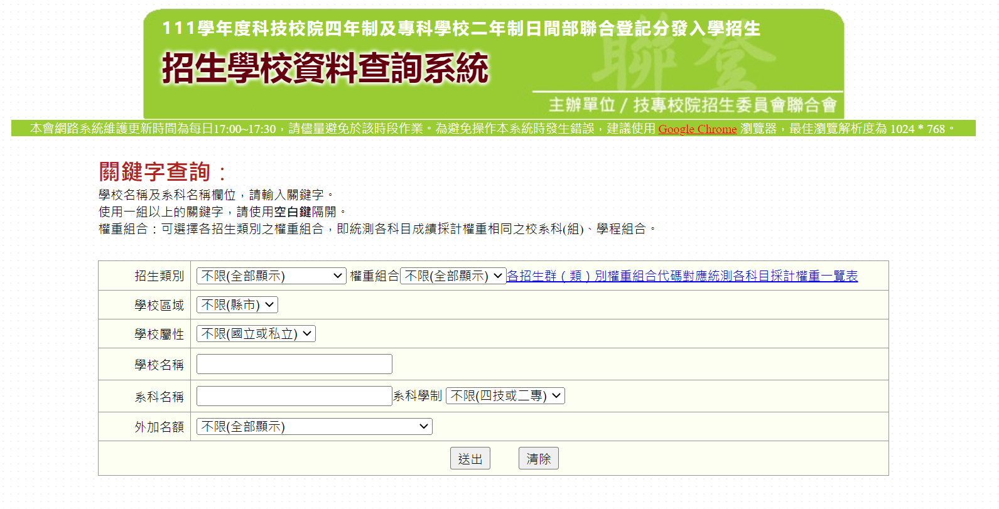 111學年度科技校院四年制及專科學校二年制日間部聯合登記分發入學招生
招生學校資料查詢系統
聯登
主辦單位/技專校院招生委員會聯合會
本會網路系統維護更新時間為每日17:00~17:30,請儘量避免於該時段作業。為避免操作本系統時發生錯誤,建議使用 Google Chrome 瀏覽器,最佳瀏覽解析度為 1024 * 768。
關鍵字查詢:
學校名稱及系科名稱欄位,請輸入關鍵字。
使用一組以上的關鍵字,請使用空白鍵隔開。
權重組合:可選擇各招生類別之權重組合,即統測各科目成績採計權重相同之校系科(組)、學程組合。
招生類別 不限(全部顯示) 權重組合 不限(全部顯示) 各招生群(類)別權重組合代碼對應統測各科目採計權重一覽表
學校區域 不限(縣市)
學校屬性 不限(國立或私立)
學校名稱
系科名稱 系科學制 不限(四技或二專)
外加名額 不限(全部顯示)
送出 清除